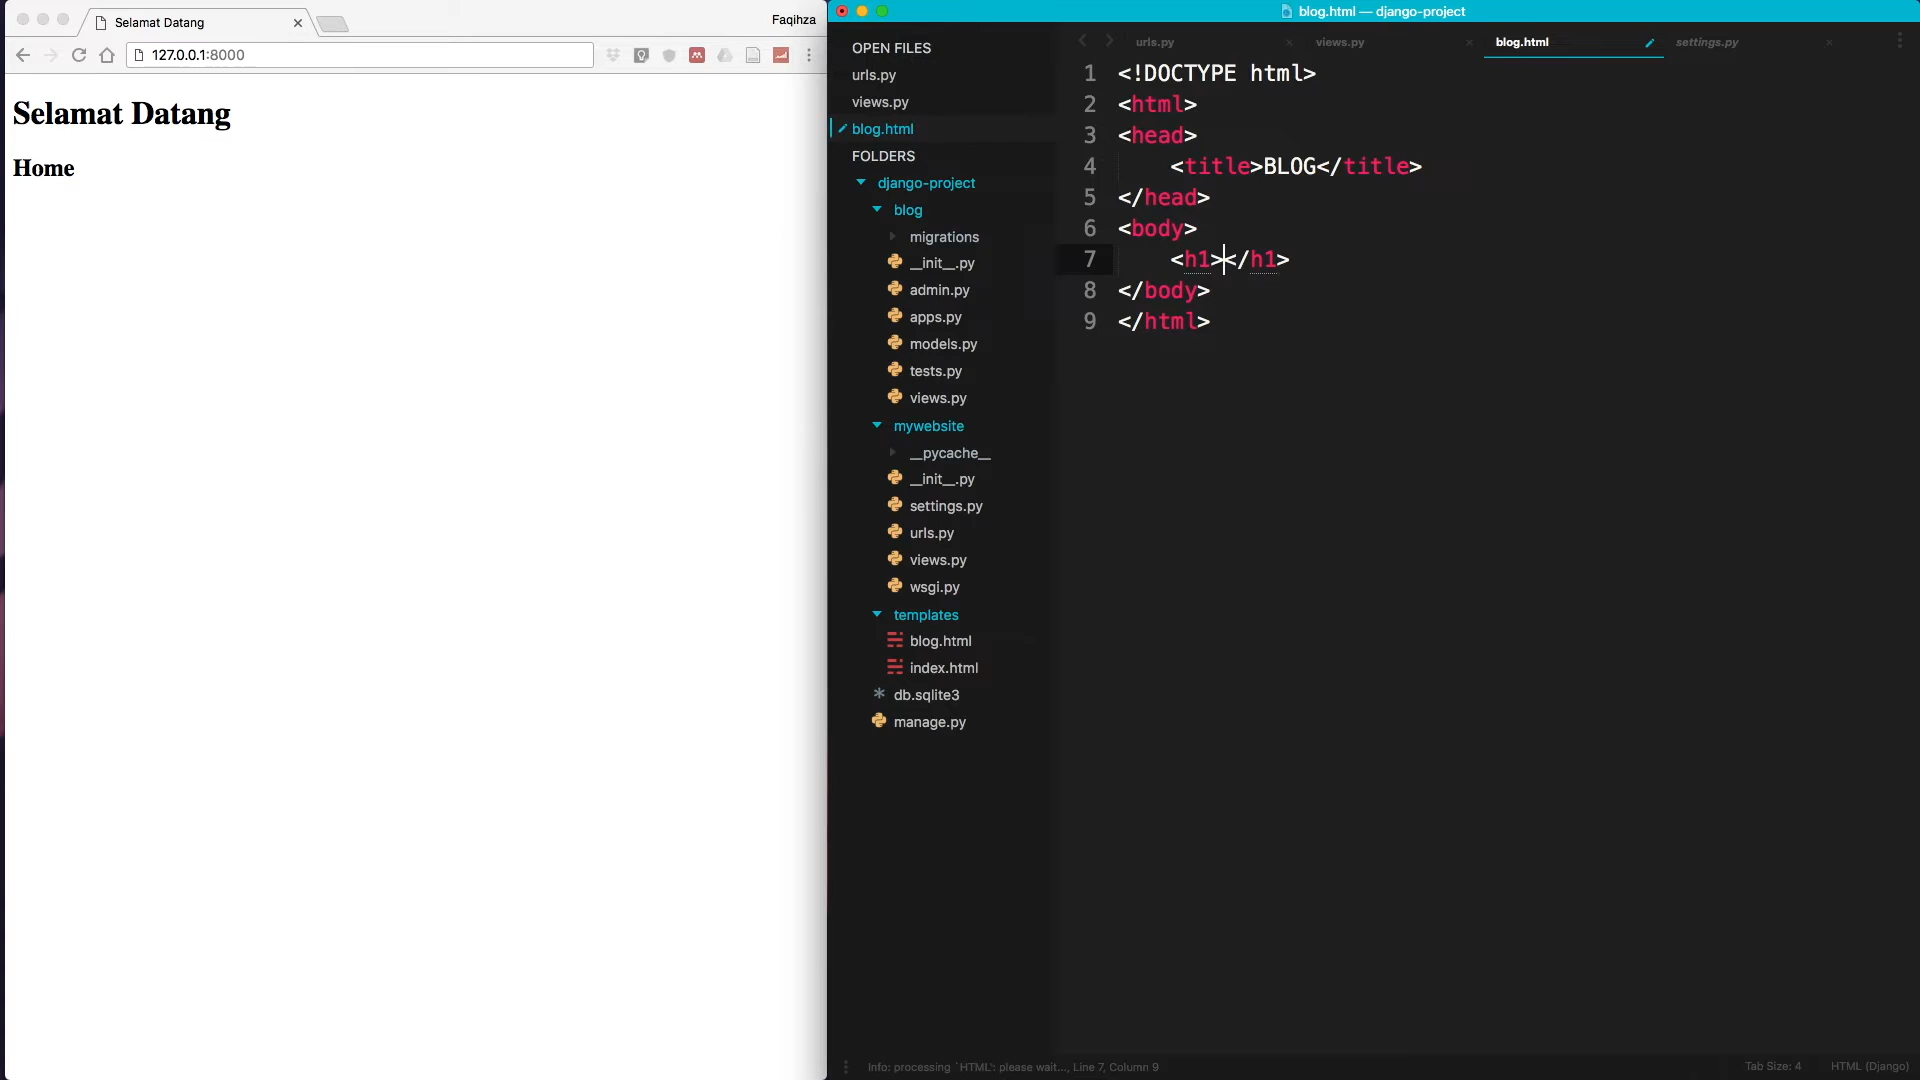 Selamat Datang
Faqihza
127.0.0.1:8000
Selamat Datang
Home
blog.html — django-project
OPEN FILES
urls.py
views.py
blog.html
FOLDERS
django-project
blog
migrations
__init__.py
admin.py
apps.py
models.py
tests.py
views.py
mywebsite
__pycache__
__init__.py
settings.py
urls.py
views.py
wsgi.py
templates
blog.html
index.html
db.sqlite3
manage.py
urls.py
views.py
blog.html
settings.py
1 <!DOCTYPE html>
2 <html>
3 <head>
4 <title>BLOG</title>
5 </head>
6 <body>
7 <h1></h1>
8 </body>
9 </html>
Info: processing `HTML': please wait..., Line 7, Column 9
Tab Size: 4
HTML (Django)